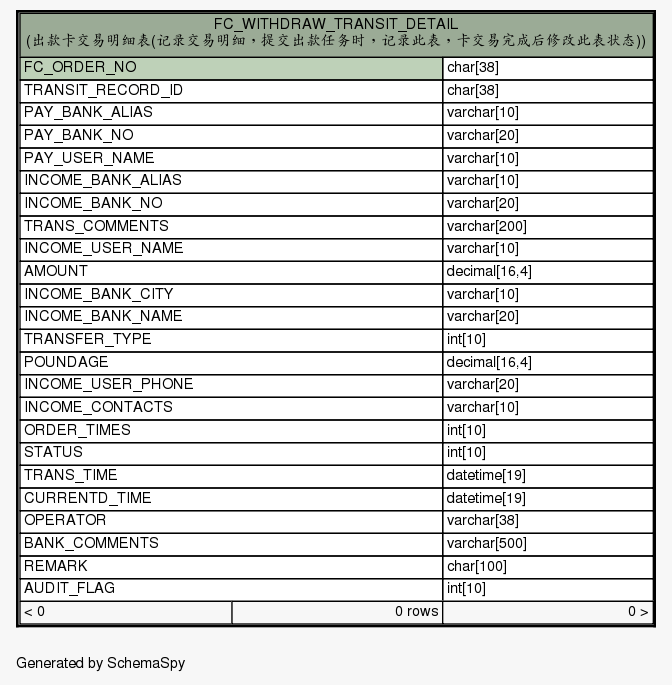 FC_WITHDRAW_TRANSIT_DETAIL
(出款卡交易明细表(记录交易明细，提交出款任务时，记录此表，卡交易完成后修改此表状态))
FC_ORDER_NO char[38]
TRANSIT_RECORD_ID char[38]
PAY_BANK_ALIAS varchar[10]
PAY_BANK_NO varchar[20]
PAY_USER_NAME varchar[10]
INCOME_BANK_ALIAS varchar[10]
INCOME_BANK_NO varchar[20]
TRANS_COMMENTS varchar[200]
INCOME_USER_NAME varchar[10]
AMOUNT decimal[16,4]
INCOME_BANK_CITY varchar[10]
INCOME_BANK_NAME varchar[20]
TRANSFER_TYPE int[10]
POUNDAGE decimal[16,4]
INCOME_USER_PHONE varchar[20]
INCOME_CONTACTS varchar[10]
ORDER_TIMES int[10]
STATUS int[10]
TRANS_TIME datetime[19]
CURRENTD_TIME datetime[19]
OPERATOR varchar[38]
BANK_COMMENTS varchar[500]
REMARK char[100]
AUDIT_FLAG int[10]
< 0 0 rows 0 >
Generated by SchemaSpy